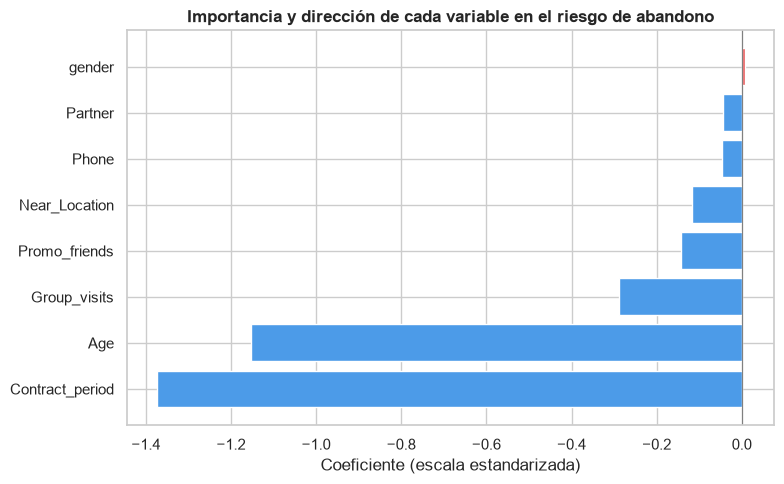 Importancia y dirección de cada variable en el riesgo de abandono
gender
Partner
Phone
Near_Location
Promo_friends
Group_visits
Age
Contract_period
−1.4 −1.2 −1.0 −0.8 −0.6 −0.4 −0.2 0.0
Coeficiente (escala estandarizada)